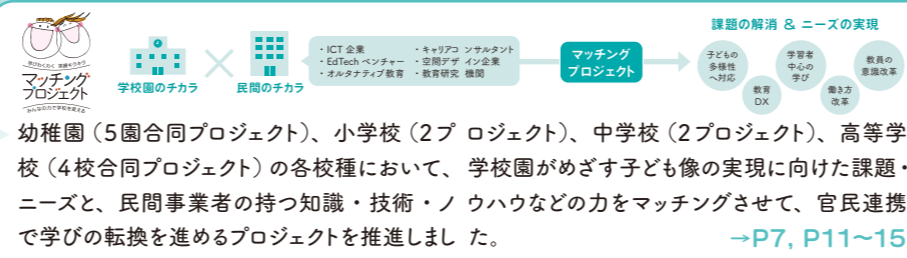 学びわくわく 笑顔キラキラ
マッチング
プロジェクト
みんなの力で学校を変える
学校園のチカラ
民間のチカラ
・ICT 企業
・EdTech ベンチャー
・オルタナティブ教育
・キャリアコンサルタント
・空間デザイン企業
・教育研究機関
マッチング
プロジェクト
課題の解消 & ニーズの実現
子どもの
多様性
へ対応
教育
DX
学習者
中心の
学び
働き方
改革
教員の
意識改革
幼稚園（5園合同プロジェクト）、小学校（2プロジェクト）、中学校（2プロジェクト）、高等学
校（4校合同プロジェクト）の各校種において、学校園がめざす子ども像の実現に向けた課題・
ニーズと、民間事業者の持つ知識・技術・ノウハウなどの力をマッチングさせて、官民連携
で学びの転換を進めるプロジェクトを推進しました。
→P7, P11〜15